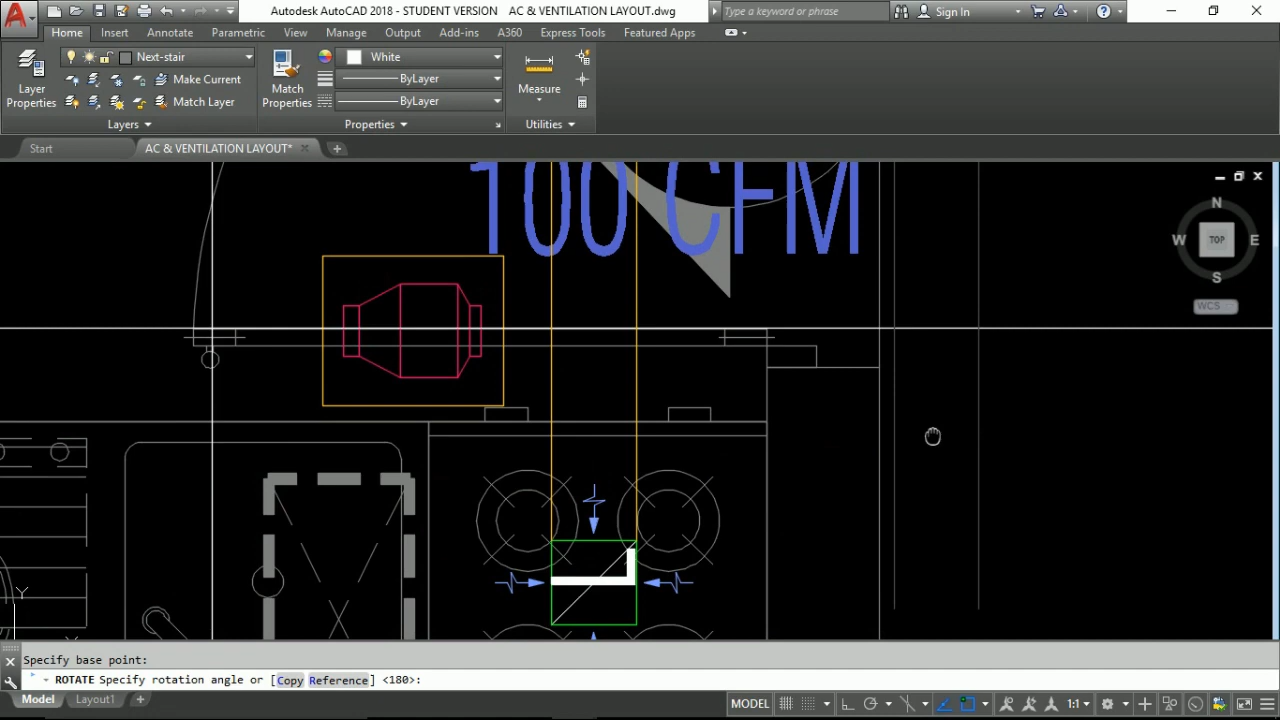 Autodesk AutoCAD 2018 - STUDENT VERSION AC & VENTILATION LAYOUT.dwg
Type a keyword or phrase
Sign In
Home Insert Annotate Parametric View Manage Output Add-ins A360 Express Tools Featured Apps
Next-stair
White
Layer Properties
Make Current
Match Properties
ByLayer
Measure
Match Layer
ByLayer
Layers
Properties
Utilities
Start
AC & VENTILATION LAYOUT*
100 CFM
N
W TOP E
S
WCS
Y
Specify base point:
ROTATE Specify rotation angle or [Copy Reference] <180>:
Model Layout1
MODEL
1:1